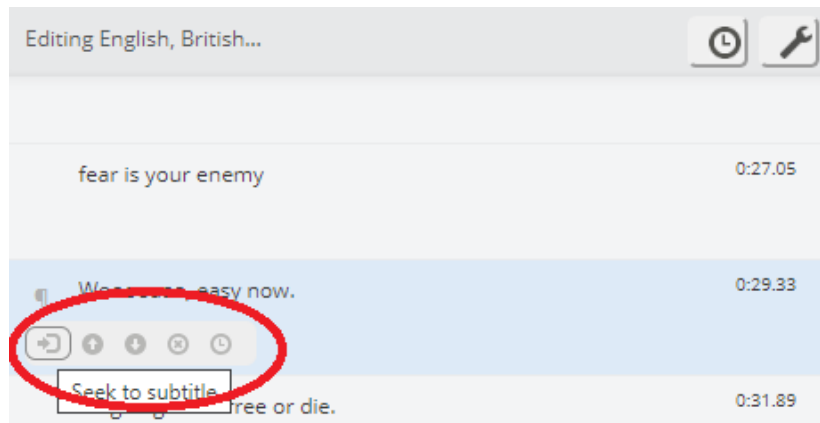 Editing English, British...
fear is your enemy 0:27.05
¶ easy now. 0:29.33
Seek to subtitle
free or die. 0:31.89